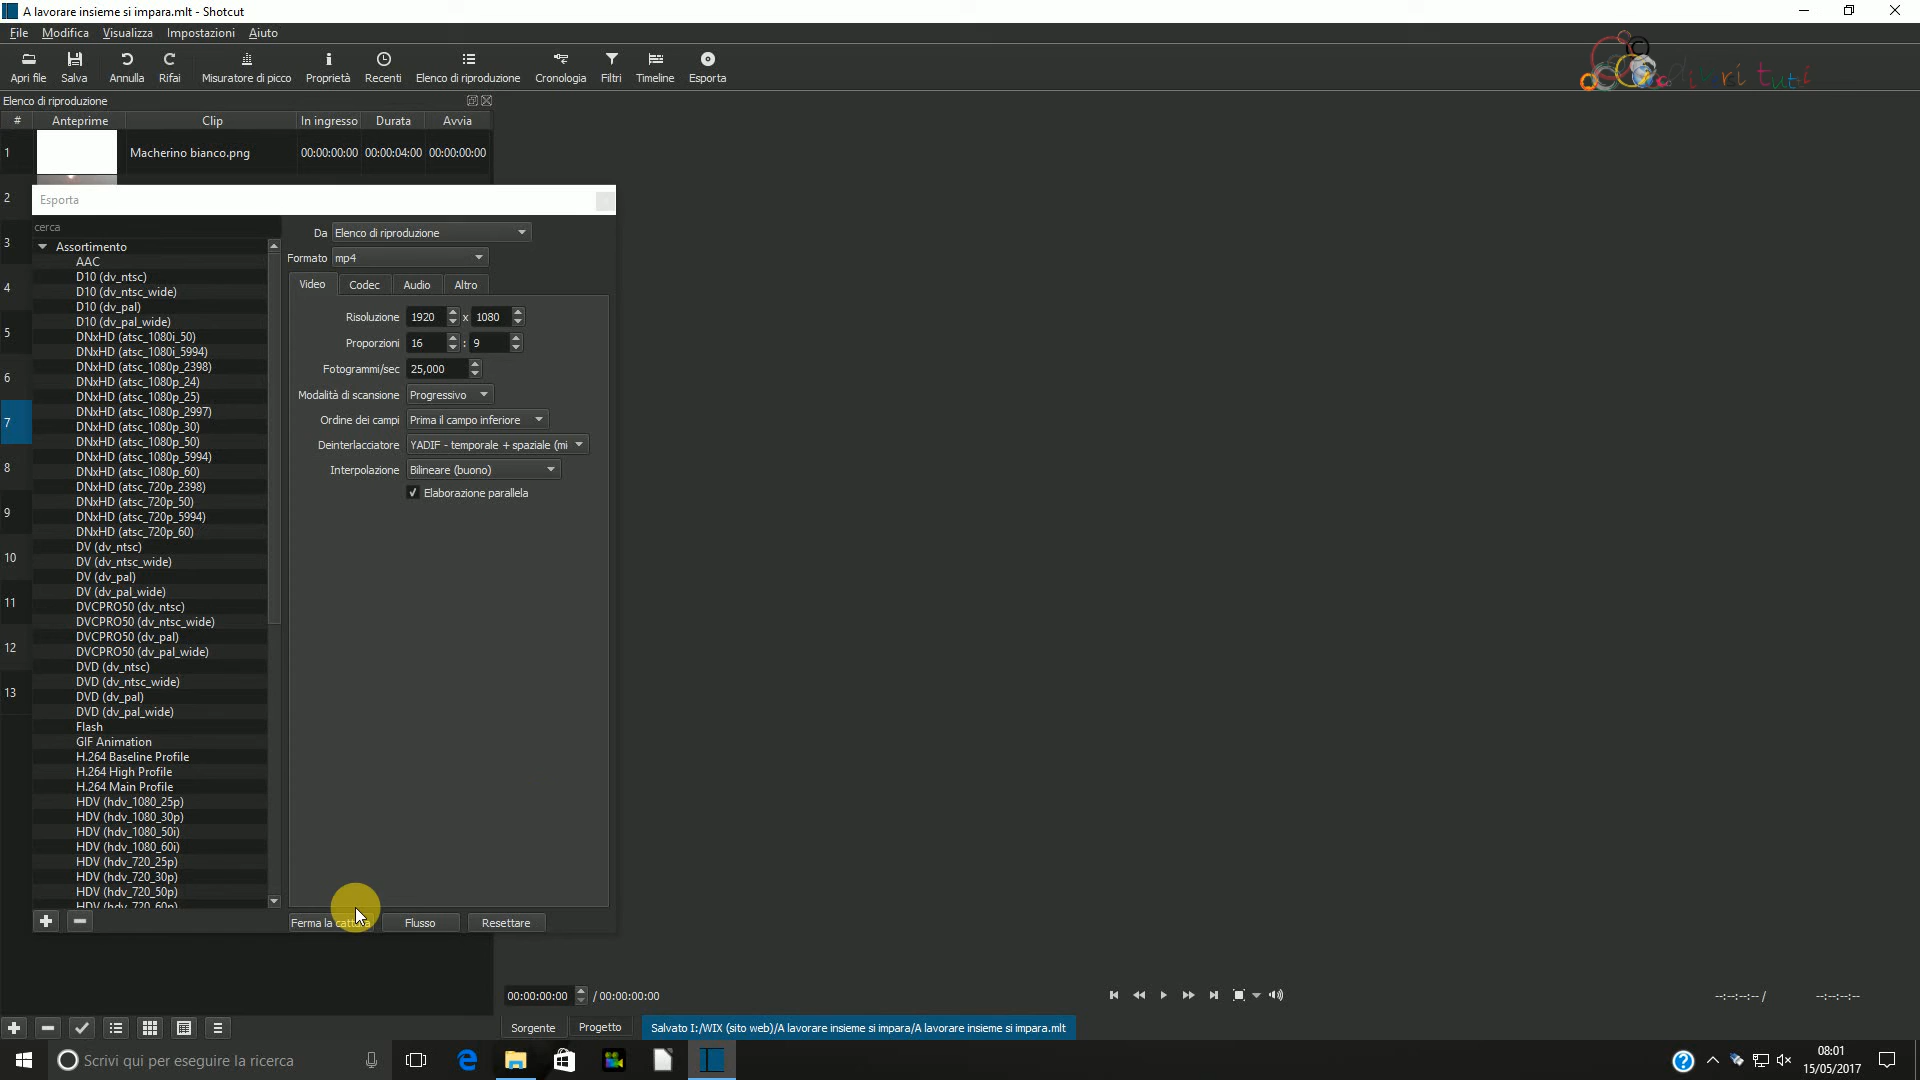 A lavorare insieme si impara.mlt - Shotcut
File Modifica Visualizza Impostazioni Aiuto
Apri file Salva Annulla Rifai Misuratore di picco Proprietà Recenti Elenco di riproduzione Cronologia Filtri Timeline Esporta
Elenco di riproduzione
# Anteprime Clip In ingresso Durata Avvia
1 Macherino bianco.png 00:00:00:00 00:00:04:00 00:00:00:00
2
3
4
5
6
7
8
9
10
11
12
13
Esporta
cerca
Assortimento
AAC
D10 (dv_ntsc)
D10 (dv_ntsc_wide)
D10 (dv_pal)
D10 (dv_pal_wide)
DNxHD (atsc_1080i_50)
DNxHD (atsc_1080i_5994)
DNxHD (atsc_1080p_2398)
DNxHD (atsc_1080p_24)
DNxHD (atsc_1080p_25)
DNxHD (atsc_1080p_2997)
DNxHD (atsc_1080p_30)
DNxHD (atsc_1080p_50)
DNxHD (atsc_1080p_5994)
DNxHD (atsc_1080p_60)
DNxHD (atsc_720p_2398)
DNxHD (atsc_720p_50)
DNxHD (atsc_720p_5994)
DNxHD (atsc_720p_60)
DV (dv_ntsc)
DV (dv_ntsc_wide)
DV (dv_pal)
DV (dv_pal_wide)
DVCPRO50 (dv_ntsc)
DVCPRO50 (dv_ntsc_wide)
DVCPRO50 (dv_pal)
DVCPRO50 (dv_pal_wide)
DVD (dv_ntsc)
DVD (dv_ntsc_wide)
DVD (dv_pal)
DVD (dv_pal_wide)
Flash
GIF Animation
H.264 Baseline Profile
H.264 High Profile
H.264 Main Profile
HDV (hdv_1080_25p)
HDV (hdv_1080_30p)
HDV (hdv_1080_50i)
HDV (hdv_1080_60i)
HDV (hdv_720_25p)
HDV (hdv_720_30p)
HDV (hdv_720_50p)
HDV (hdv_720_60p)
Da Elenco di riproduzione
Formato mp4
Video Codec Audio Altro
Risoluzione 1920 x 1080
Proporzioni 16 : 9
Fotogrammi/sec 25,000
Modalità di scansione Progressivo
Ordine dei campi Prima il campo inferiore
Deinterlacciatore YADIF - temporale + spaziale (mi
Interpolazione Bilineare (buono)
Elaborazione parallela
Ferma la cattura Flusso Resettare
00:00:00:00 / 00:00:00:00
--:--:--:-- / --:--:--:--
Sorgente Progetto Salvato I:/WIX (sito web)/A lavorare insieme si impara/A lavorare insieme si impara.mlt
Scrivi qui per eseguire la ricerca
08:01
15/05/2017